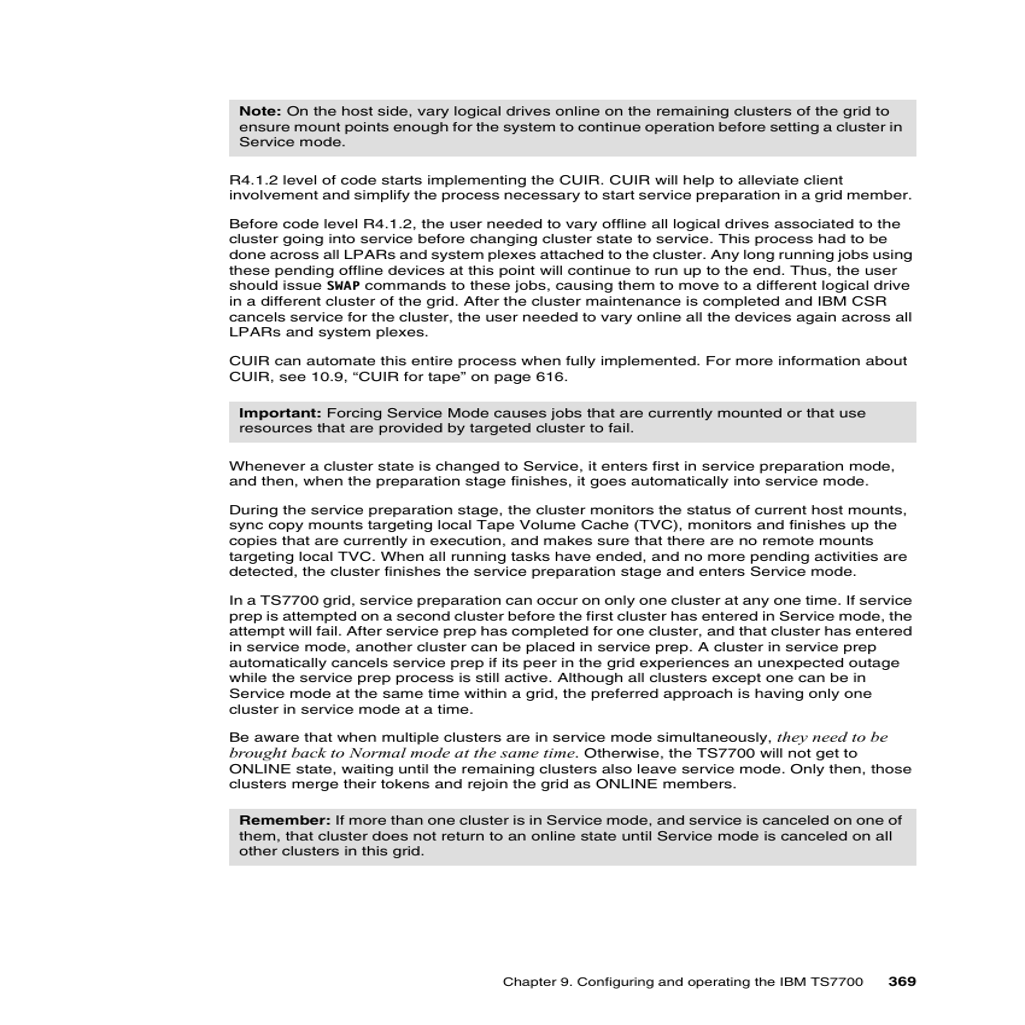 Note: On the host side, vary logical drives online on the remaining clusters of the grid to
ensure mount points enough for the system to continue operation before setting a cluster in
Service mode.
R4.1.2 level of code starts implementing the CUIR. CUIR will help to alleviate client
involvement and simplify the process necessary to start service preparation in a grid member.
Before code level R4.1.2, the user needed to vary offline all logical drives associated to the
cluster going into service before changing cluster state to service. This process had to be
done across all LPARs and system plexes attached to the cluster. Any long running jobs using
these pending offline devices at this point will continue to run up to the end. Thus, the user
should issue SWAP commands to these jobs, causing them to move to a different logical drive
in a different cluster of the grid. After the cluster maintenance is completed and IBM CSR
cancels service for the cluster, the user needed to vary online all the devices again across all
LPARs and system plexes.
CUIR can automate this entire process when fully implemented. For more information about
CUIR, see 10.9, “CUIR for tape” on page 616.
Important: Forcing Service Mode causes jobs that are currently mounted or that use
resources that are provided by targeted cluster to fail.
Whenever a cluster state is changed to Service, it enters first in service preparation mode,
and then, when the preparation stage finishes, it goes automatically into service mode.
During the service preparation stage, the cluster monitors the status of current host mounts,
sync copy mounts targeting local Tape Volume Cache (TVC), monitors and finishes up the
copies that are currently in execution, and makes sure that there are no remote mounts
targeting local TVC. When all running tasks have ended, and no more pending activities are
detected, the cluster finishes the service preparation stage and enters Service mode.
In a TS7700 grid, service preparation can occur on only one cluster at any one time. If service
prep is attempted on a second cluster before the first cluster has entered in Service mode, the
attempt will fail. After service prep has completed for one cluster, and that cluster has entered
in service mode, another cluster can be placed in service prep. A cluster in service prep
automatically cancels service prep if its peer in the grid experiences an unexpected outage
while the service prep process is still active. Although all clusters except one can be in
Service mode at the same time within a grid, the preferred approach is having only one
cluster in service mode at a time.
Be aware that when multiple clusters are in service mode simultaneously, they need to be
brought back to Normal mode at the same time. Otherwise, the TS7700 will not get to
ONLINE state, waiting until the remaining clusters also leave service mode. Only then, those
clusters merge their tokens and rejoin the grid as ONLINE members.
Remember: If more than one cluster is in Service mode, and service is canceled on one of
them, that cluster does not return to an online state until Service mode is canceled on all
other clusters in this grid.
Chapter 9. Configuring and operating the IBM TS7700 369